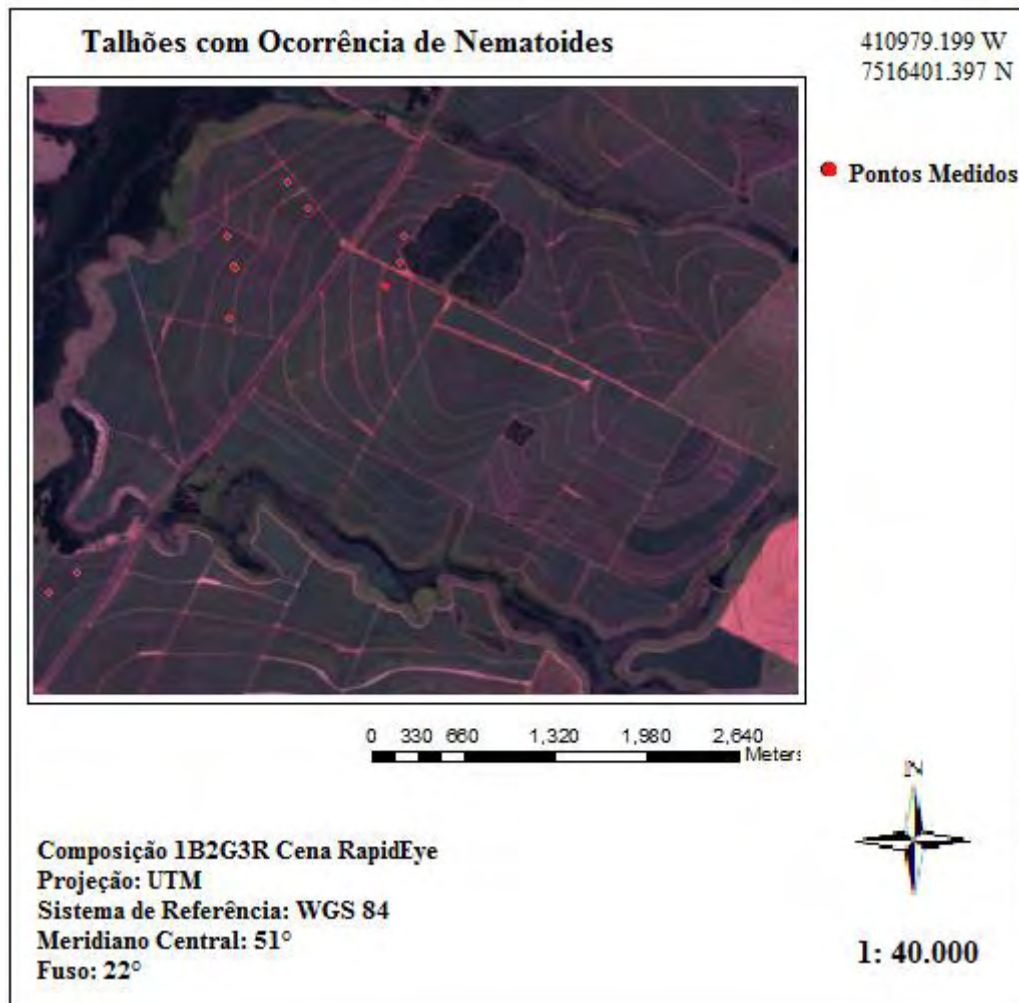 Talhões com Ocorrência de Nematoides
410979.199 W
7516401.397 N
Pontos Medidos
0 330 660 1,320 1,980 2,640
Meters
N
Composição 1B2G3R Cena RapidEye
Projeção: UTM
Sistema de Referência: WGS 84
Meridiano Central: 51°
Fuso: 22°
1: 40.000